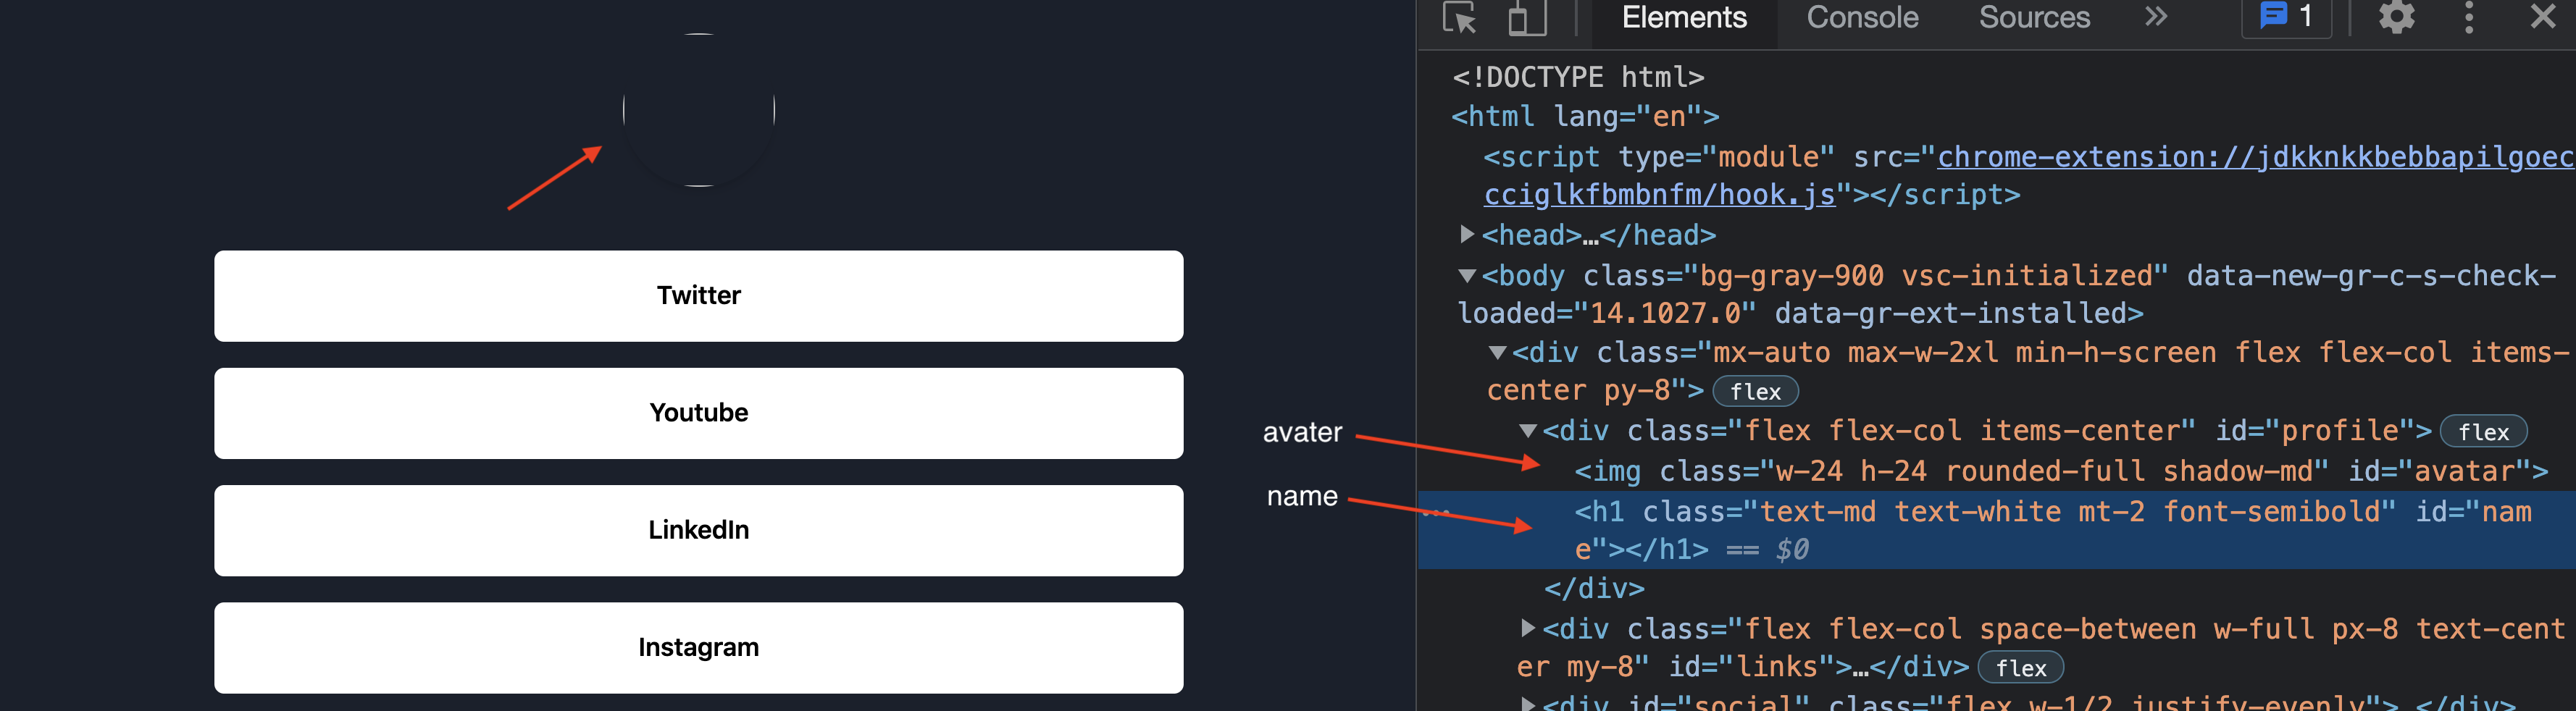 Twitter
Youtube
LinkedIn
Instagram
avater
name
Elements Console Sources » 1
<!DOCTYPE html>
<html lang="en">
<script type="module" src="chrome-extension://jdkknkkbebbapilgoec
cciglkfbmbnfm/hook.js"></script>
<head>…</head>
<body class="bg-gray-900 vsc-initialized" data-new-gr-c-s-check-
loaded="14.1027.0" data-gr-ext-installed>
<div class="mx-auto max-w-2xl min-h-screen flex flex-col items-
center py-8"> flex
<div class="flex flex-col items-center" id="profile"> flex
<img class="w-24 h-24 rounded-full shadow-md" id="avatar">
<h1 class="text-md text-white mt-2 font-semibold" id="nam
e"></h1> == $0
</div>
<div class="flex flex-col space-between w-full px-8 text-cent
er my-8" id="links">…</div> flex
<div id="social" class="flex w-1/2 justify-evenly"> </div>